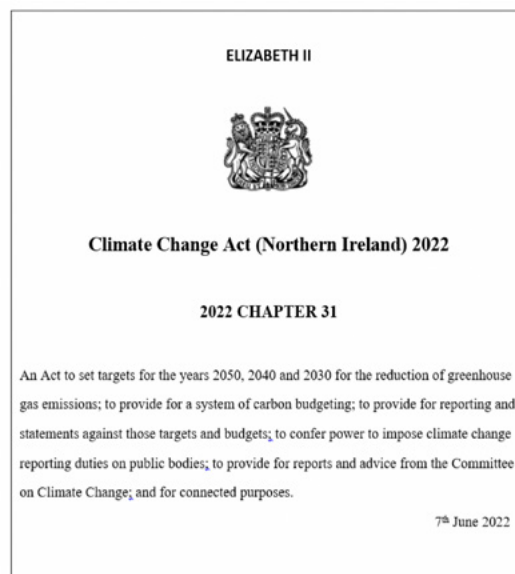 ELIZABETH II
Climate Change Act (Northern Ireland) 2022
2022 CHAPTER 31
An Act to set targets for the years 2050, 2040 and 2030 for the reduction of greenhouse
gas emissions; to provide for a system of carbon budgeting; to provide for reporting and
statements against those targets and budgets; to confer power to impose climate change
reporting duties on public bodies; to provide for reports and advice from the Committee
on Climate Change; and for connected purposes.
7th June 2022